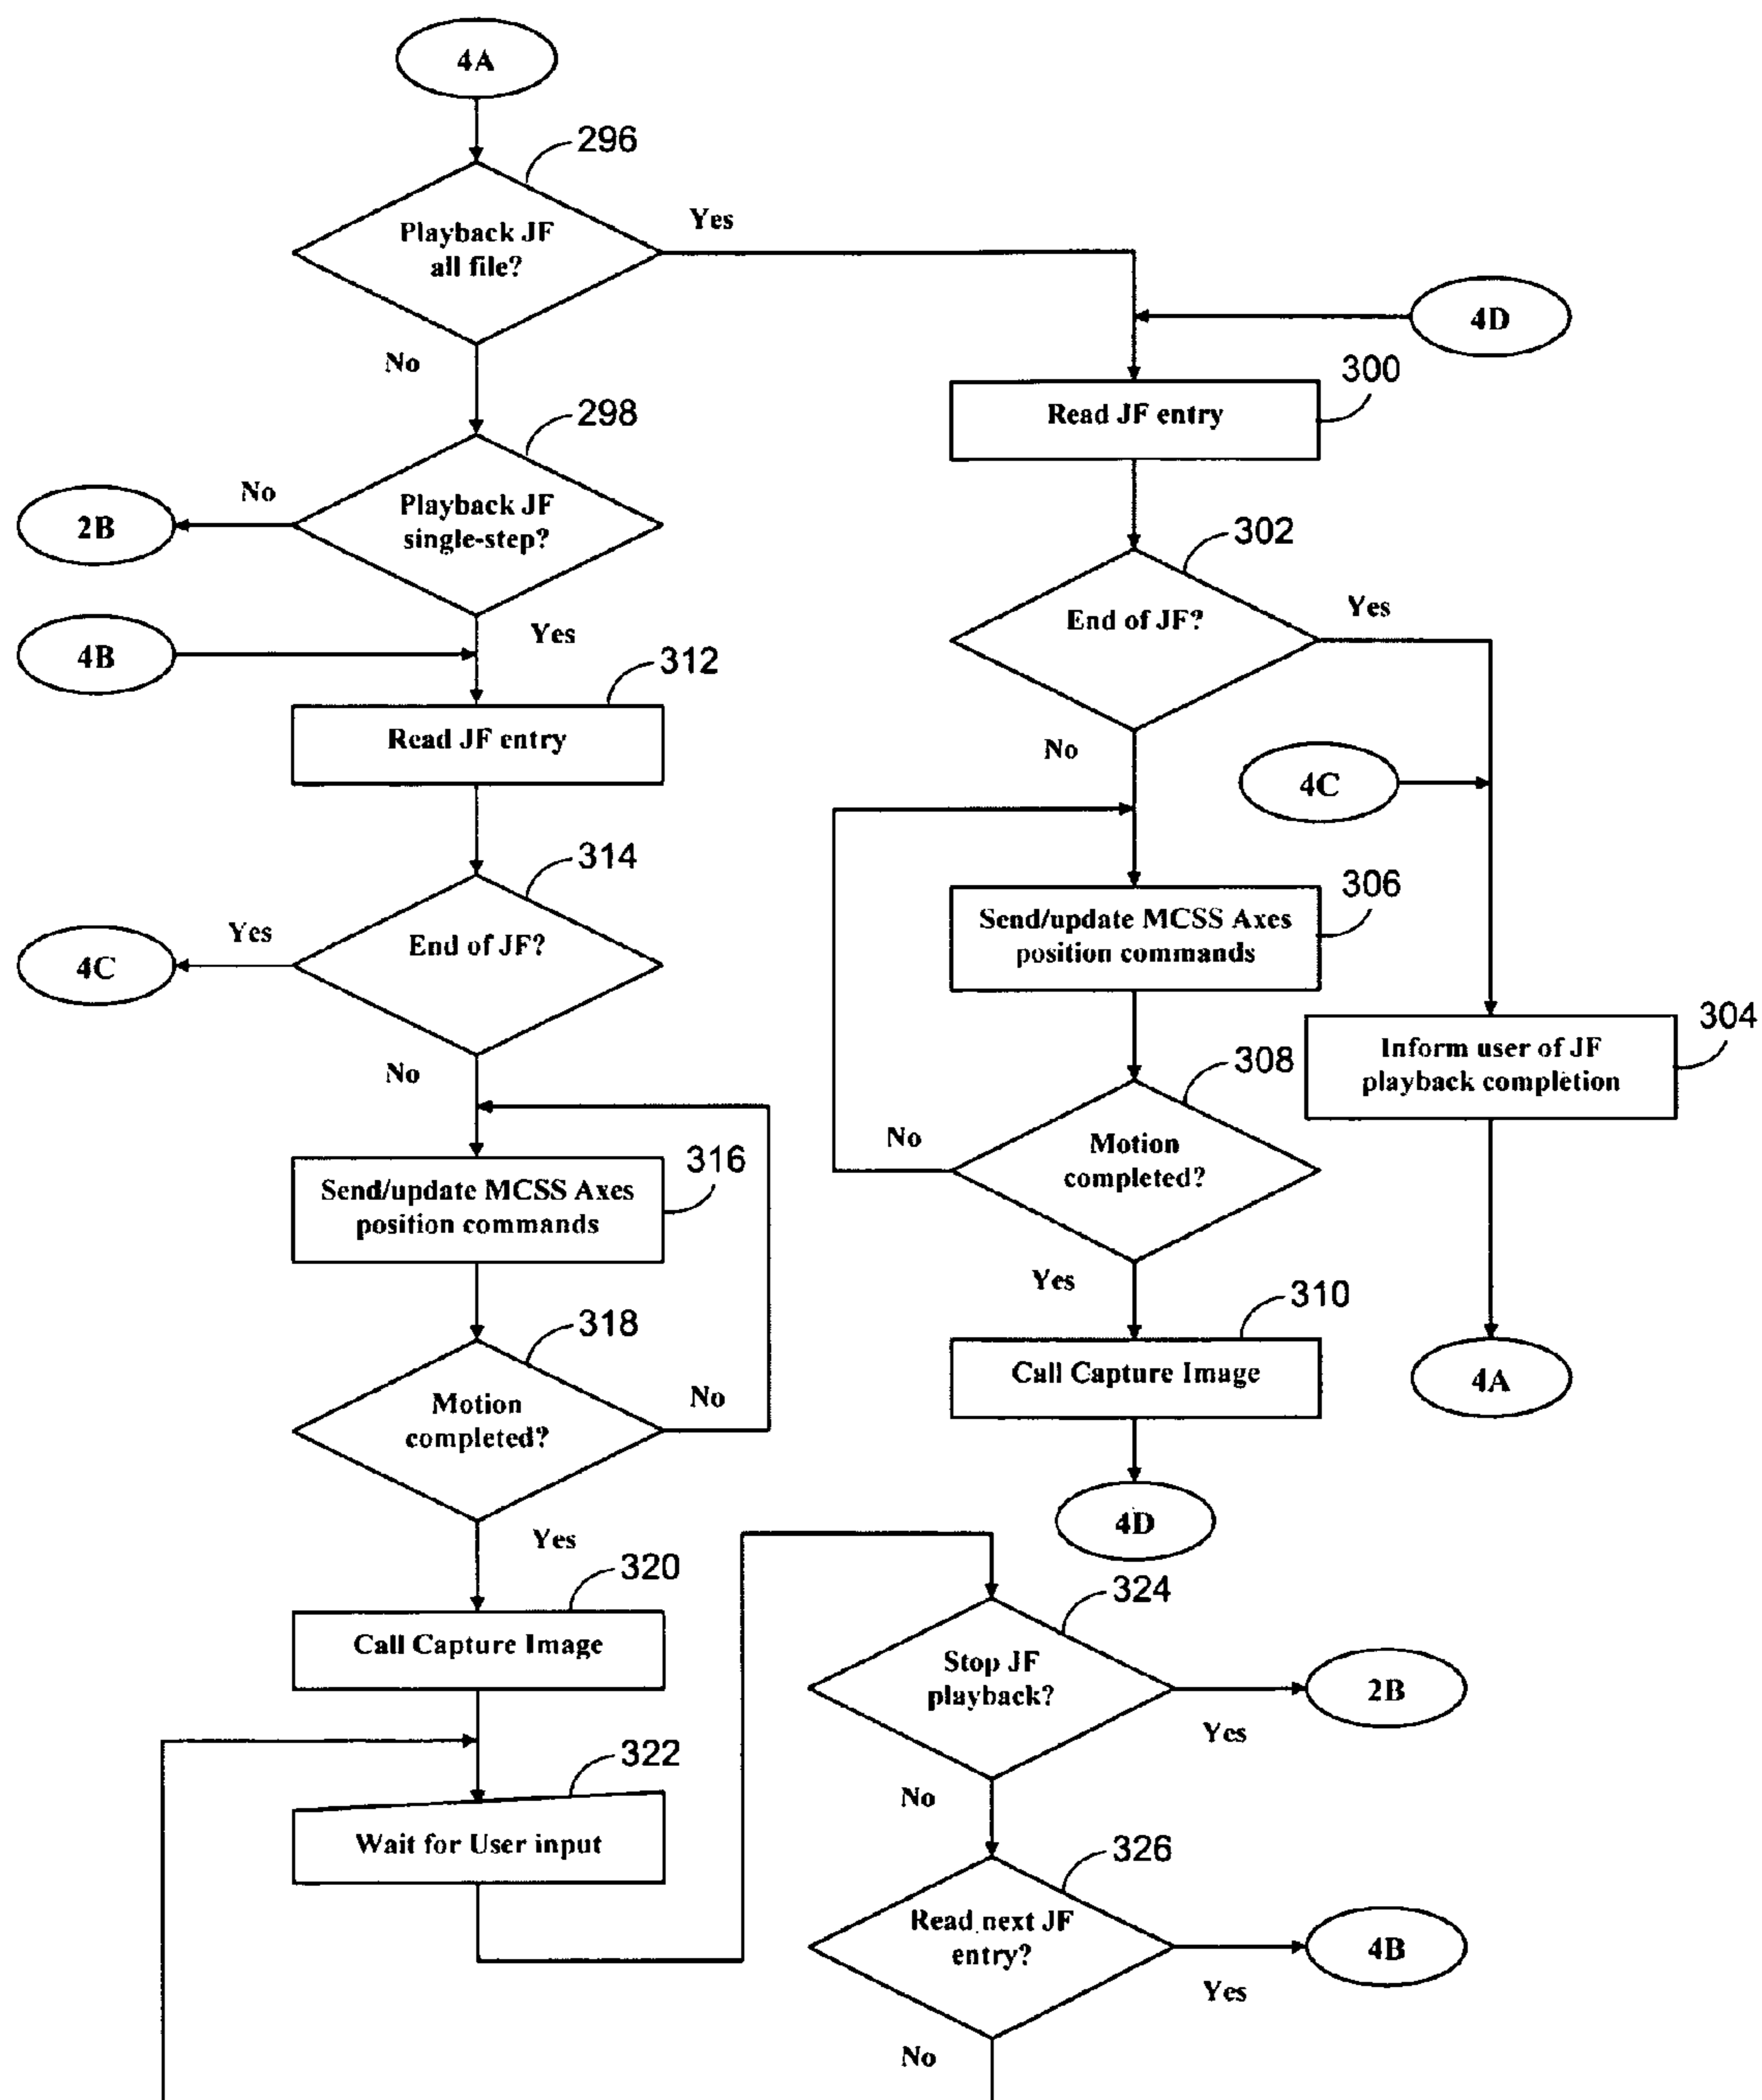 4A
296
Playback JF
all file?
Yes
No
4D
300
Read JF entry
298
Playback JF
single-step?
No
2B
Yes
4B
302
End of JF?
Yes
No
312
Read JF entry
4C
314
End of JF?
Yes
4C
No
306
Send/update MCSS Axes
position commands
304
Inform user of JF
playback completion
308
Motion
completed?
No
Yes
316
Send/update MCSS Axes
position commands
318
Motion
completed?
No
Yes
310
Call Capture Image
4A
4D
320
Call Capture Image
324
Stop JF
playback?
2B
Yes
No
322
Wait for User input
326
Read next JF
entry?
4B
Yes
No